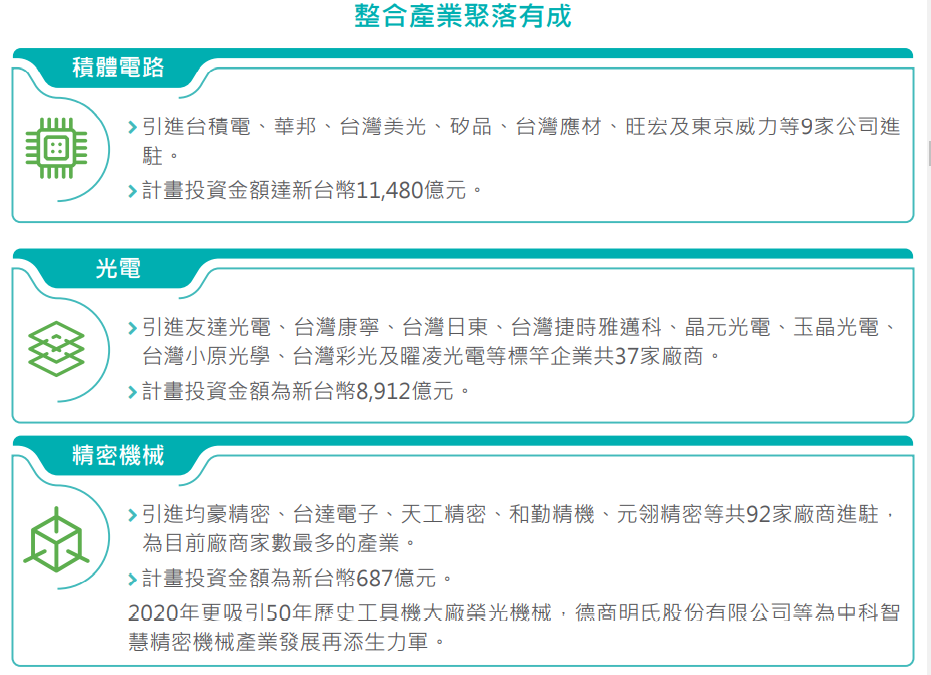 整合產業聚落有成
積體電路
引進台積電、華邦、台灣美光、矽品、台灣應材、旺宏及東京威力等9家公司進
駐。
計畫投資金額達新台幣11,480億元。
光電
引進友達光電、台灣康寧、台灣日東、台灣捷時雅邁科、晶元光電、玉晶光電、
台灣小原光學、台灣彩光及曜凌光電等標竿企業共37家廠商。
計畫投資金額為新台幣8,912億元。
精密機械
引進均豪精密、台達電子、天工精密、和勤精機、元翎精密等共92家廠商進駐，
為目前廠商家數最多的產業。
計畫投資金額為新台幣687億元。
2020年更吸引50年歷史工具機大廠榮光機械，德商明氏股份有限公司等為中科智
慧精密機械產業發展再添生力軍。